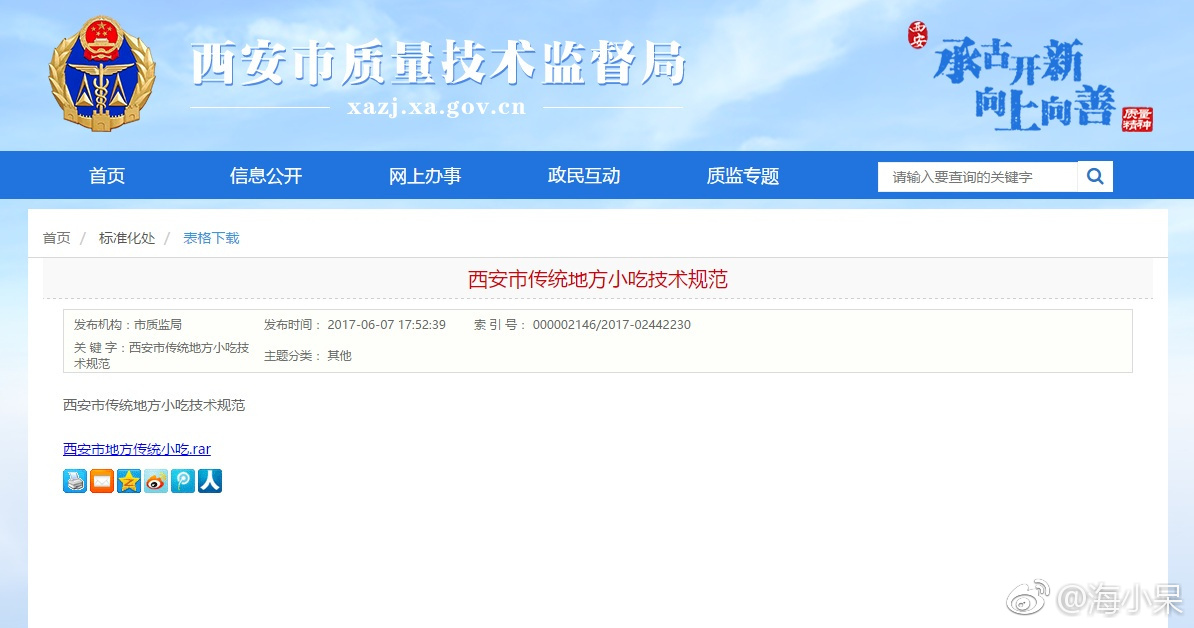 西安市质量技术监督局
xazj.xa.gov.cn
西安
承古开新
向上向善
质量
精神
首页 信息公开 网上办事 政民互动 质监专题 请输入要查询的关键字
首页 / 标准化处 / 表格下载
西安市传统地方小吃技术规范
发布机构：市质监局 发布时间： 2017-06-07 17:52:39 索 引 号： 000002146/2017-02442230
关 键 字：西安市传统地方小吃技
术规范
主题分类： 其他
西安市传统地方小吃技术规范
西安市地方传统小吃.rar
@海小呆